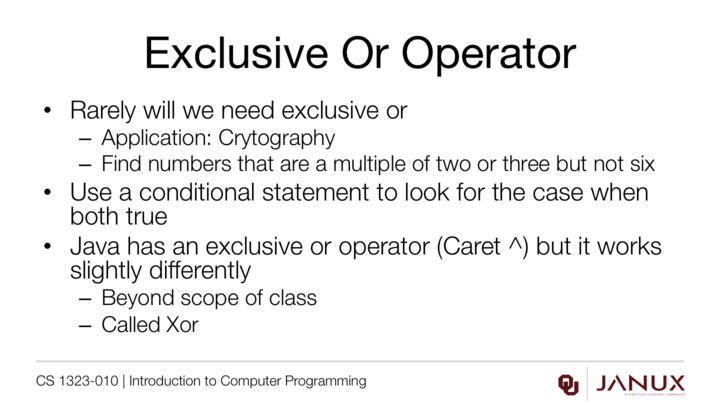 Exclusive Or Operator
• Rarely will we need exclusive or
– Application: Crytography
– Find numbers that are a multiple of two or three but not six
• Use a conditional statement to look for the case when
both true
• Java has an exclusive or operator (Caret ^) but it works
slightly differently
– Beyond scope of class
– Called Xor
CS 1323-010 | Introduction to Computer Programming
JANUX
INTERACTIVE LEARNING COMMUNITY